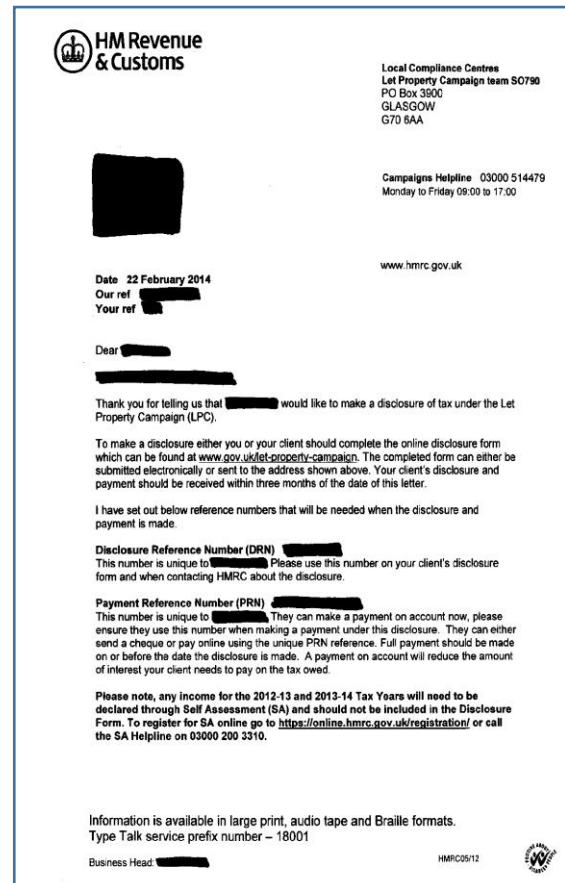 HM Revenue
& Customs
Local Compliance Centres
Let Property Campaign team SO790
PO Box 3900
GLASGOW
G70 6AA
Campaigns Helpline 03000 514479
Monday to Friday 09:00 to 17:00
www.hmrc.gov.uk
Date 22 February 2014
Our ref
Your ref
Dear
Thank you for telling us that would like to make a disclosure of tax under the Let
Property Campaign (LPC).
To make a disclosure either you or your client should complete the online disclosure form
which can be found at www.gov.uk/let-property-campaign. The completed form can either be
submitted electronically or sent to the address shown above. Your client's disclosure and
payment should be received within three months of the date of this letter.
I have set out below reference numbers that will be needed when the disclosure and
payment is made.
Disclosure Reference Number (DRN)
This number is unique to Please use this number on your client's disclosure
form and when contacting HMRC about the disclosure.
Payment Reference Number (PRN)
This number is unique to They can make a payment on account now, please
ensure they use this number when making a payment under this disclosure. They can either
send a cheque or pay online using the unique PRN reference. Full payment should be made
on or before the date the disclosure is made. A payment on account will reduce the amount
of interest your client needs to pay on the tax owed.
Please note, any income for the 2012-13 and 2013-14 Tax Years will need to be
declared through Self Assessment (SA) and should not be included in the Disclosure
Form. To register for SA online go to https://online.hmrc.gov.uk/registration/ or call
the SA Helpline on 03000 200 3310.
Information is available in large print, audio tape and Braille formats.
Type Talk service prefix number – 18001
Business Head:
HMRC05/12